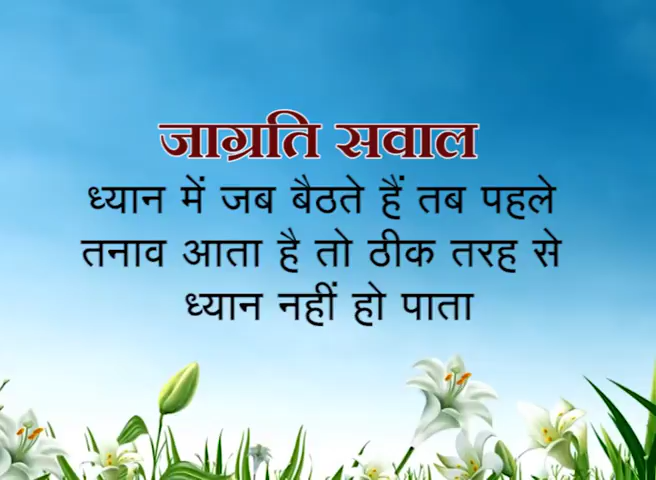 जाग्रति सवाल
ध्यान में जब बैठते हैं तब पहले
तनाव आता है तो ठीक तरह से
ध्यान नहीं हो पाता